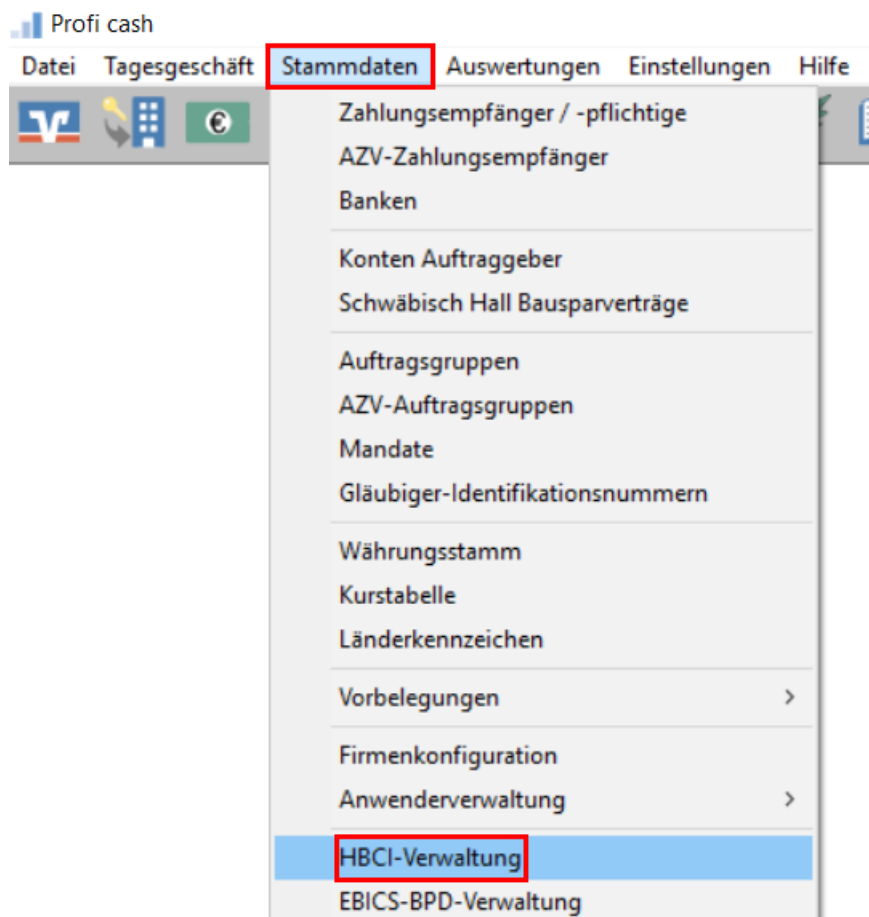 Profi cash
Datei Tagesgeschäft Stammdaten Auswertungen Einstellungen Hilfe
Zahlungsempfänger / -pflichtige
AZV-Zahlungsempfänger
Banken
Konten Auftraggeber
Schwäbisch Hall Bausparverträge
Auftragsgruppen
AZV-Auftragsgruppen
Mandate
Gläubiger-Identifikationsnummern
Währungsstamm
Kurstabelle
Länderkennzeichen
Vorbelegungen
Firmenkonfiguration
Anwenderverwaltung
HBCI-Verwaltung
EBICS-BPD-Verwaltung